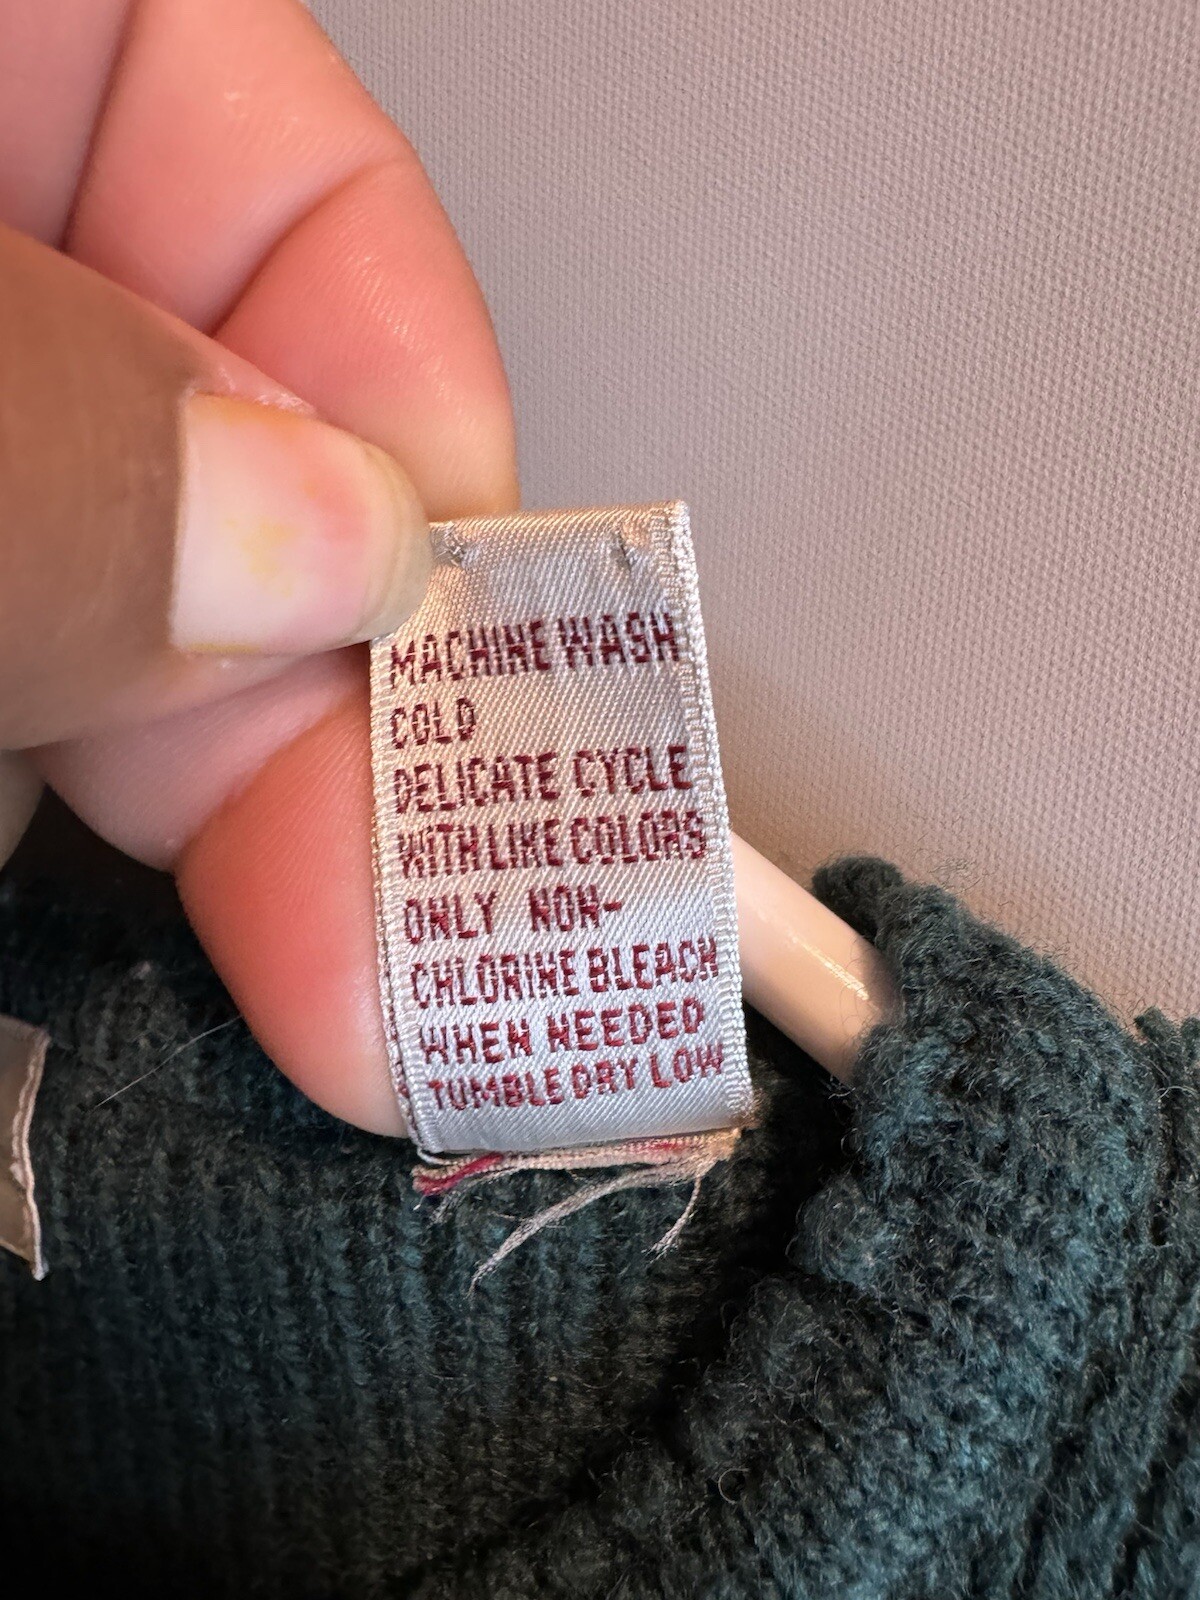 MACHINE WASH
COLD
DELICATE CYCLE
WITH LIKE COLORS
ONLY NON-
CHLORINE BLEACH
WHEN NEEDED
TUMBLE DRY LOW